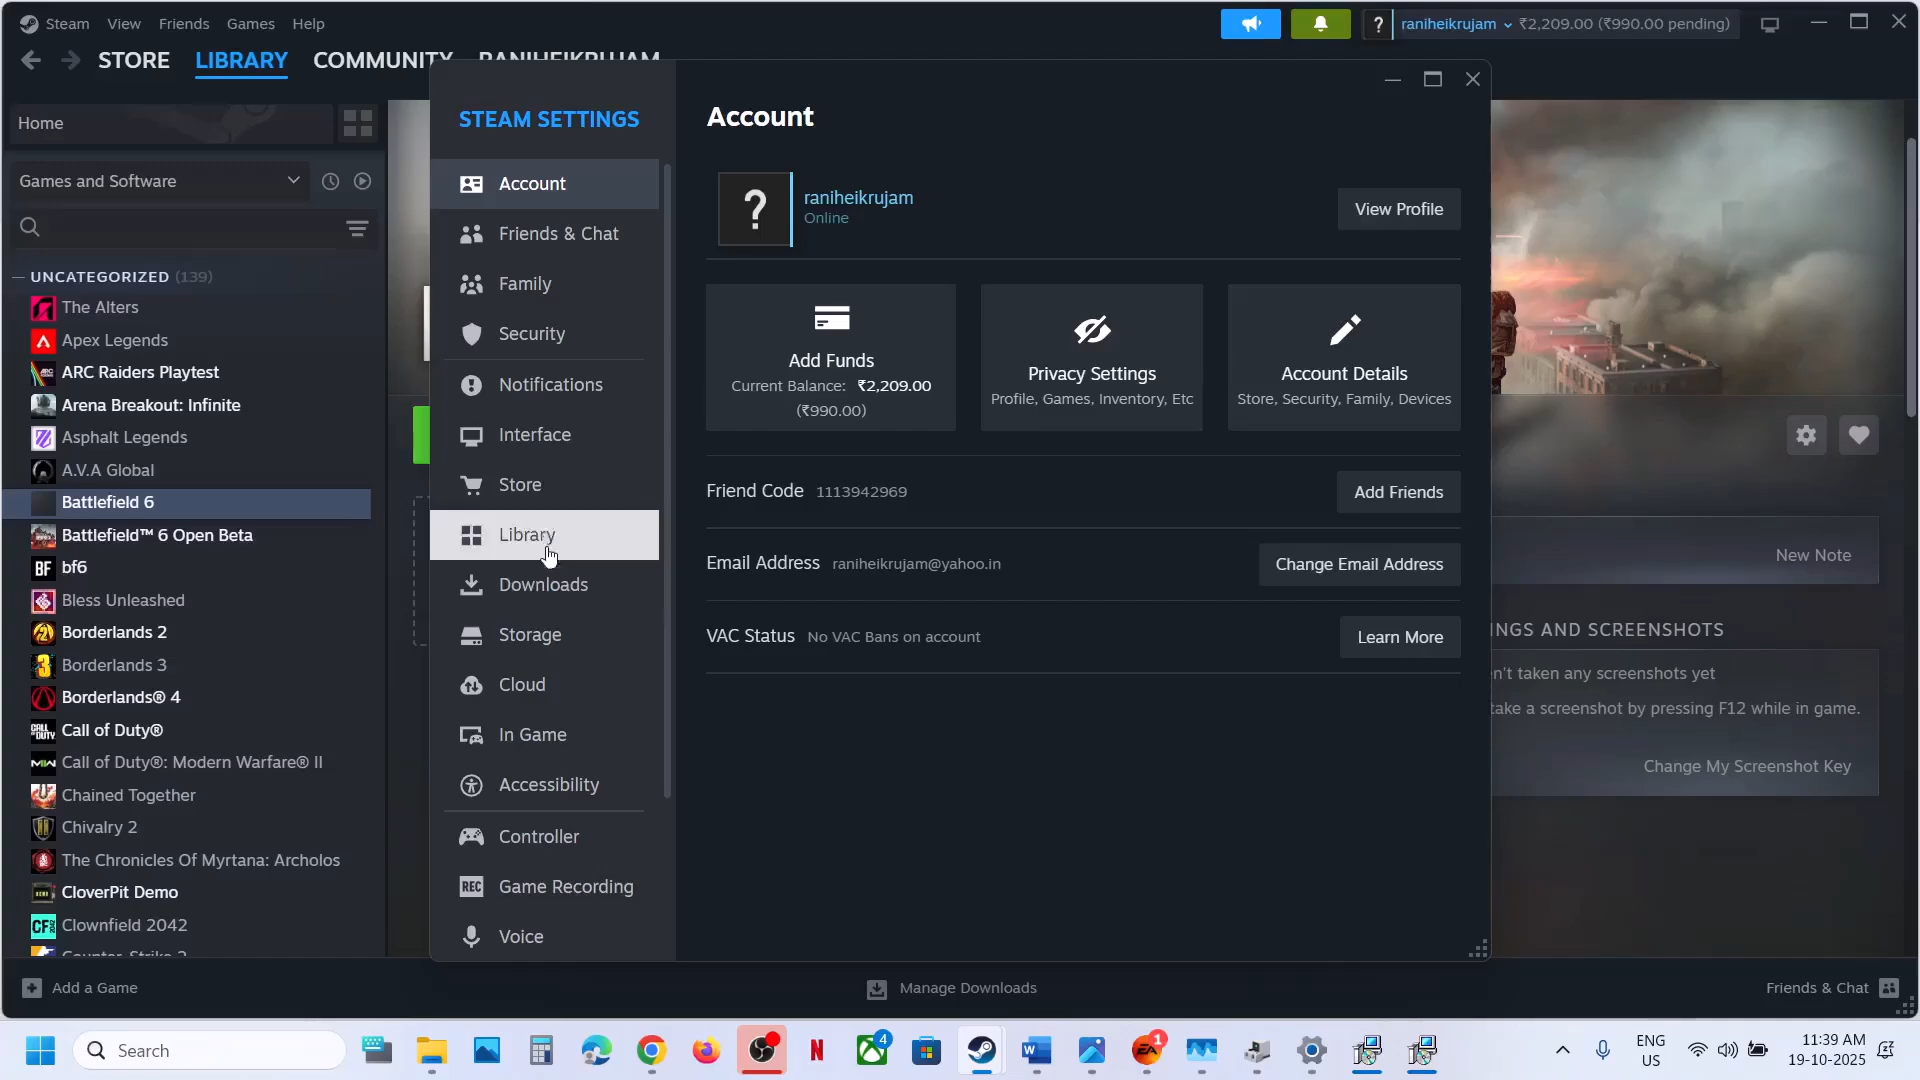 Steam View Friends Games Help
raniheikrujam ₹2,209.00 (₹990.00 pending)
STORE LIBRARY COMMUNITY RANIHEIKRUJAM
Home
Games and Software
UNCATEGORIZED (139)
The Alters
Apex Legends
ARC Raiders Playtest
Arena Breakout: Infinite
Asphalt Legends
A.V.A Global
Battlefield 6
Battlefield™ 6 Open Beta
bf6
Bless Unleashed
Borderlands 2
Borderlands 3
Borderlands® 4
Call of Duty®
Call of Duty®: Modern Warfare® II
Chained Together
Chivalry 2
The Chronicles Of Myrtana: Archolos
CloverPit Demo
Clownfield 2042
Counter-Strike 2
STEAM SETTINGS
Account
Friends & Chat
Family
Security
Notifications
Interface
Store
Library
Downloads
Storage
Cloud
In Game
Accessibility
Controller
REC Game Recording
Voice
Account
raniheikrujam
Online
View Profile
Add Funds
Current Balance: ₹2,209.00
(₹990.00)
Privacy Settings
Profile, Games, Inventory, Etc
Account Details
Store, Security, Family, Devices
Friend Code 1113942969
Add Friends
Email Address raniheikrujam@yahoo.in
Change Email Address
VAC Status No VAC Bans on account
Learn More
New Note
NGS AND SCREENSHOTS
n't taken any screenshots yet
take a screenshot by pressing F12 while in game.
Change My Screenshot Key
Add a Game
Manage Downloads
Friends & Chat
Search
4
1
ENG
US
11:39 AM
19-10-2025